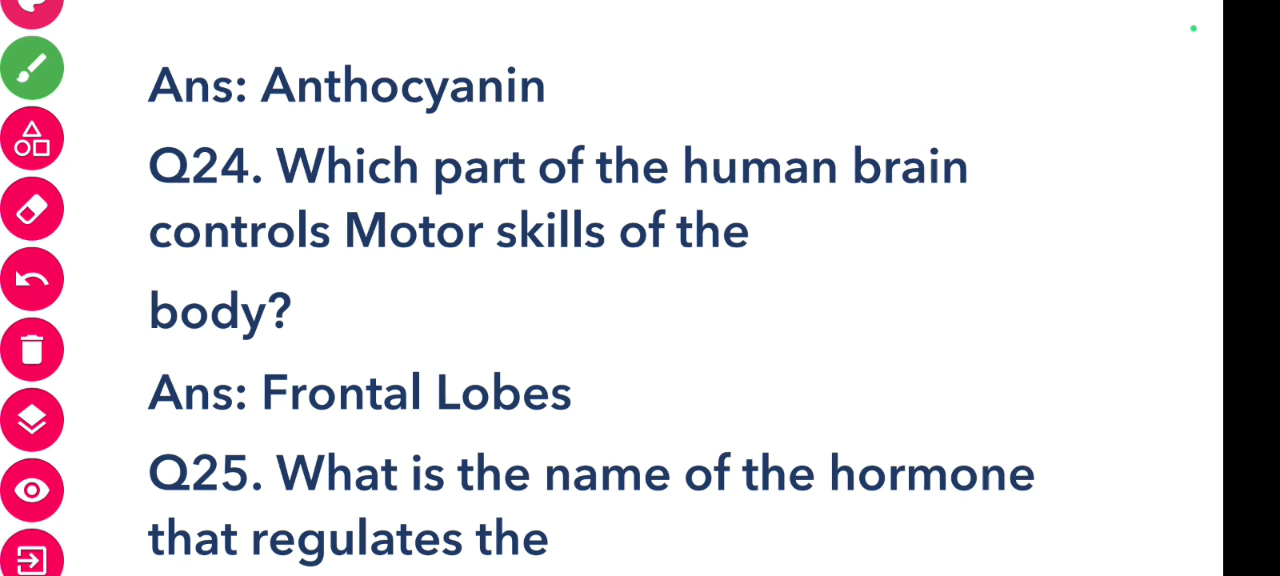 Ans: Anthocyanin
Q24. Which part of the human brain
controls Motor skills of the
body?
Ans: Frontal Lobes
Q25. What is the name of the hormone
that regulates the